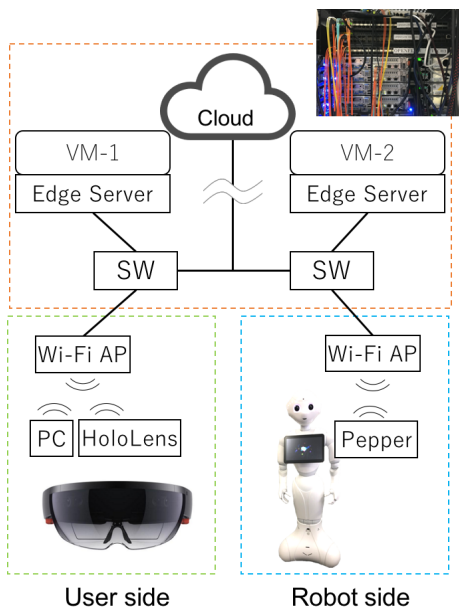 Cloud
VM-1
VM-2
Edge Server
Edge Server
SW
SW
Wi-Fi AP
Wi-Fi AP
PC
HoloLens
Pepper
User side
Robot side